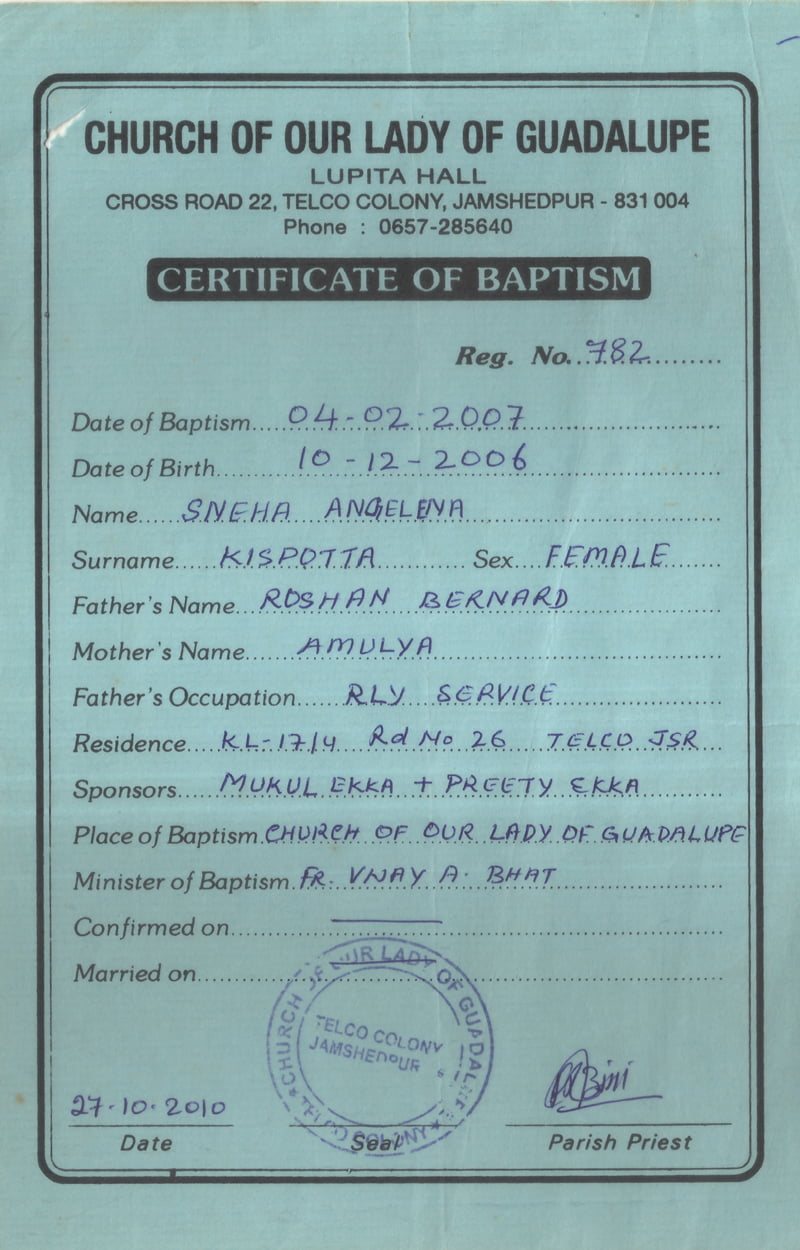 CHURCH OF OUR LADY OF GUADALUPE
LUPITA HALL
CROSS ROAD 22, TELCO COLONY, JAMSHEDPUR - 831 004
Phone : 0657-285640
CERTIFICATE OF BAPTISM
Reg. No. 782
Date of Baptism 04-02-2007
Date of Birth 10-12-2006
Name SNEHA ANGELENA
Surname KISPOTTA Sex FEMALE
Father's Name ROSHAN BERNARD
Mother's Name AMULYA
Father's Occupation RLY SERVICE
Residence KL-17/4 Rd No 26 TELCO JSR
Sponsors MUKUL EKKA + PREETY EKKA
Place of Baptism CHURCH OF OUR LADY OF GUADALUPE
Minister of Baptism FR. VIJAY A. BHAT
Confirmed on
Married on
CHURCH OF OUR LADY OF GUADALUPE
TELCO COLONY
JAMSHEDPUR
TELCO COLONY
27-10-2010
Date Seal Parish Priest